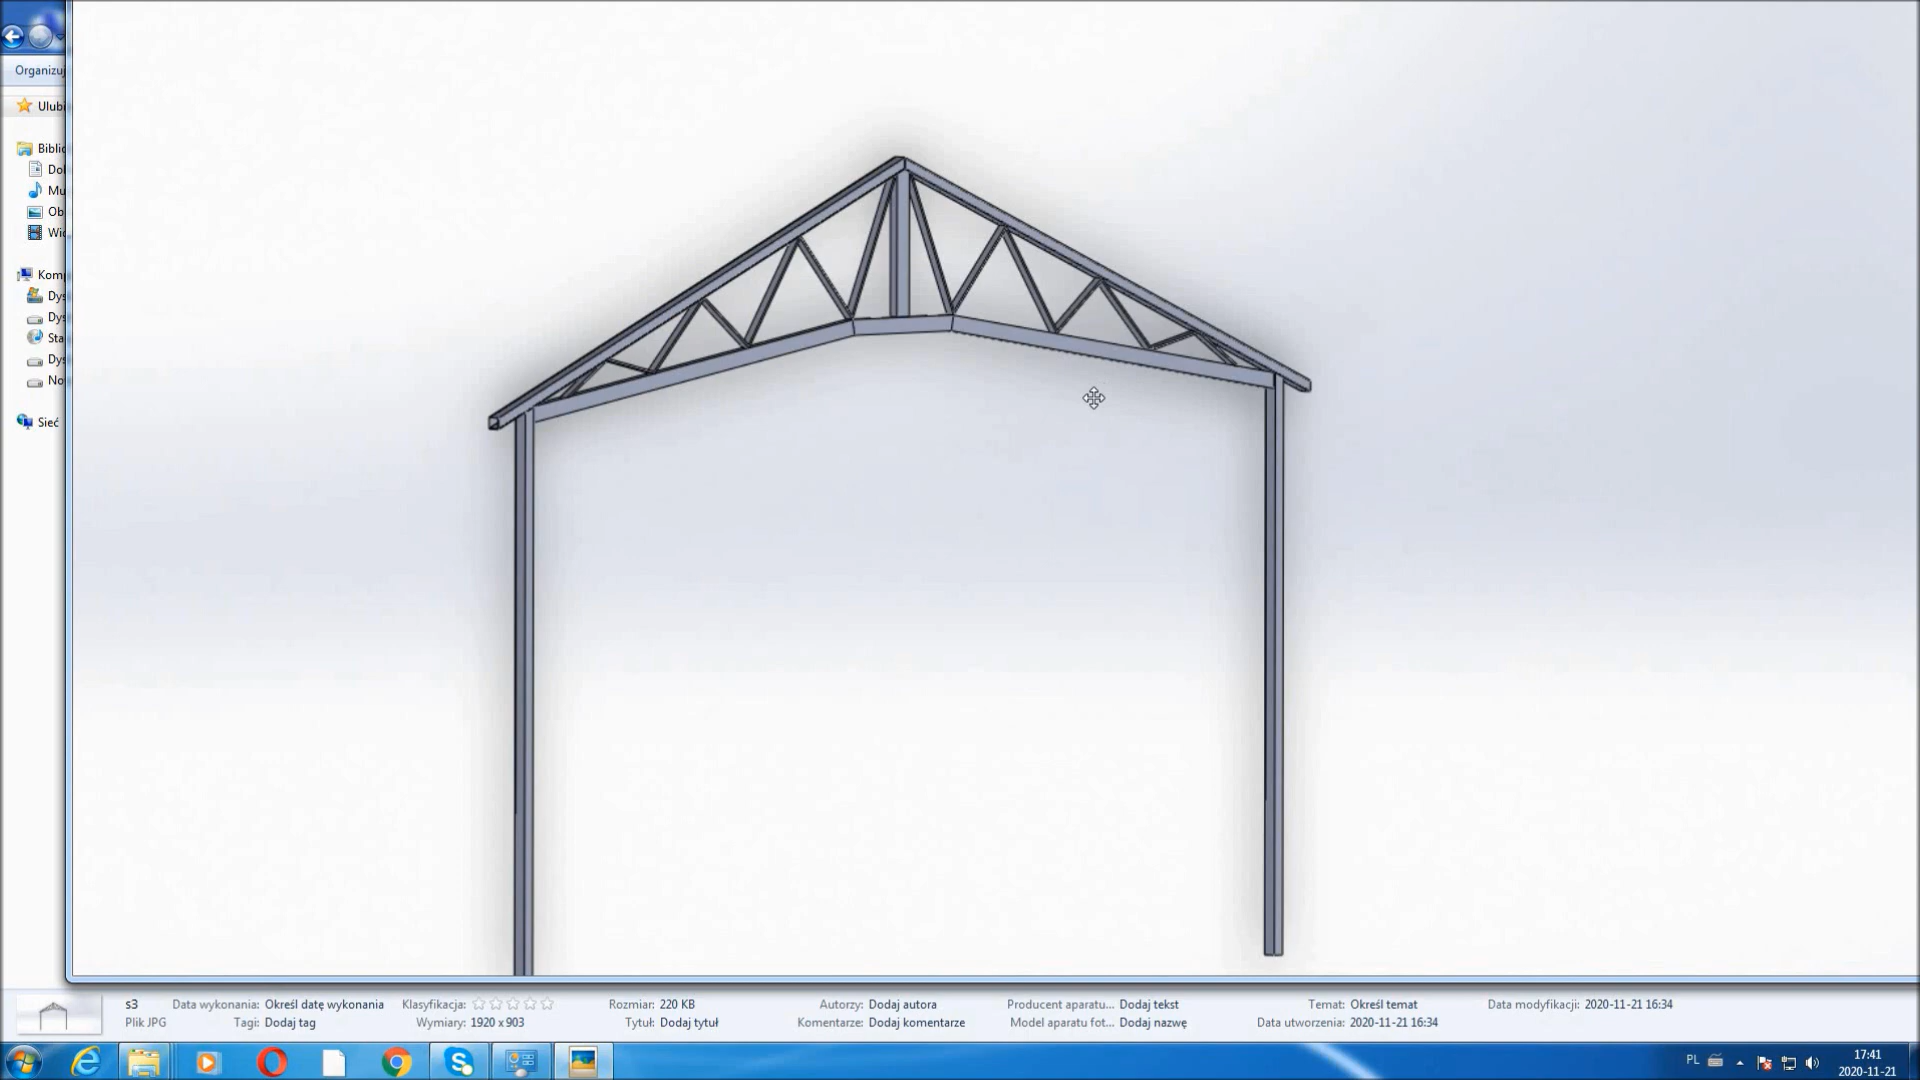 Organizuj
Ulubi
Biblio
Dol
Mu
Ob
Wid
Komp
Dys
Dys
Sta
Dys
No
Sieć
s3 Data wykonania: Określ datę wykonania Klasyfikacja: Rozmiar: 220 KB Autorzy: Dodaj autora Producent aparatu... Dodaj tekst Temat: Określ temat Data modyfikacji: 2020-11-21 16:34
Plik JPG Tagi: Dodaj tag Wymiary: 1920 x 903 Tytuł: Dodaj tytuł Komentarze: Dodaj komentarze Model aparatu fot... Dodaj nazwę Data utworzenia: 2020-11-21 16:34
PL 17:41
2020-11-21